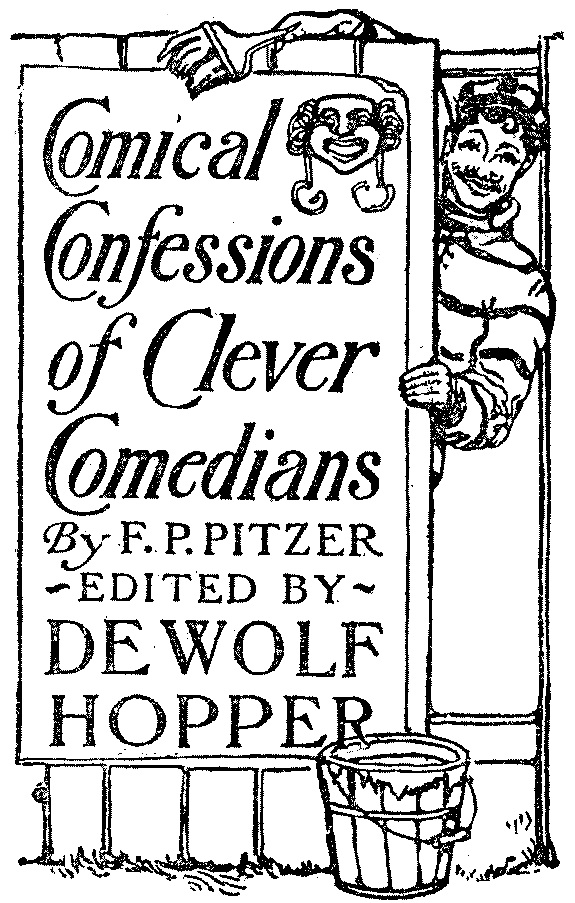 Comical
Confessions
of Clever
Comedians
By F. P. PITZER
~EDITED BY~
DE WOLF
HOPPER